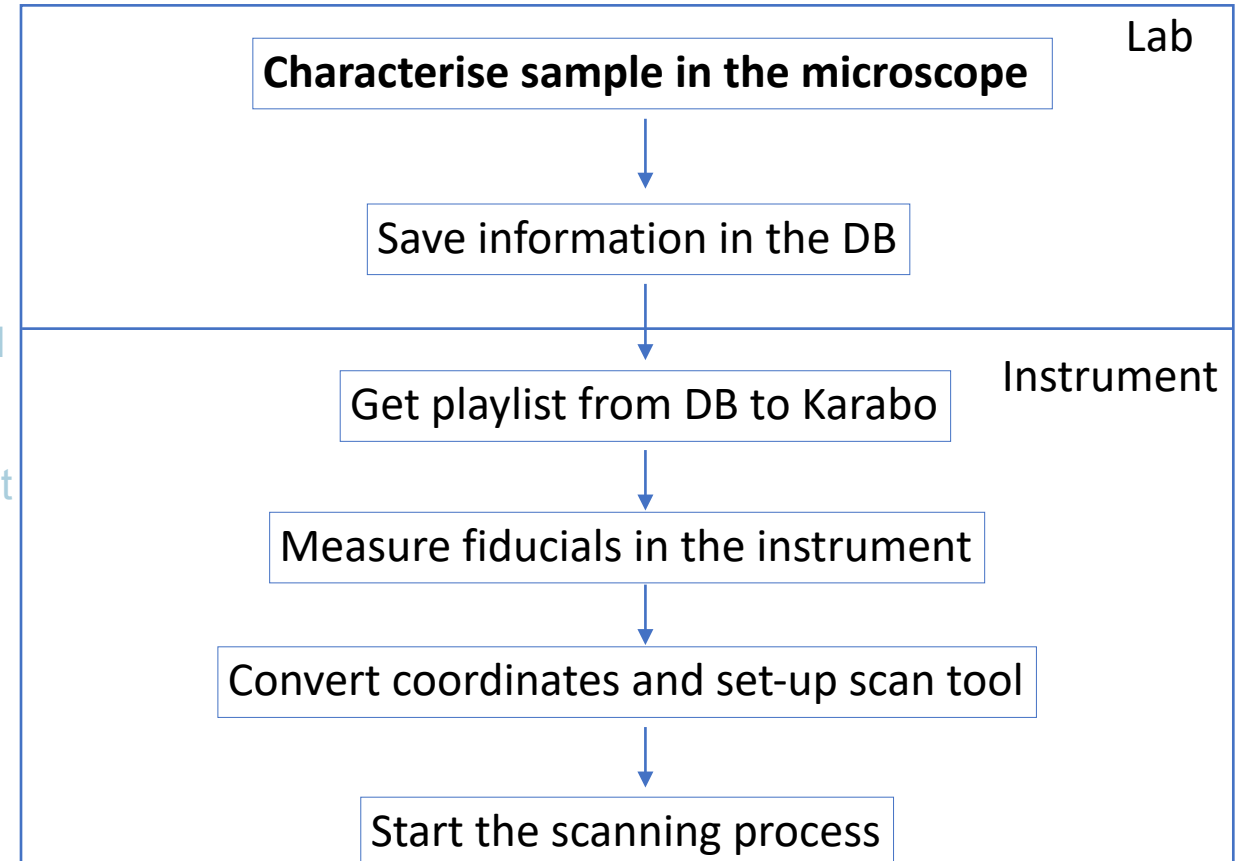 Lab
Characterise sample in the microscope
Save information in the DB
Instrument
Get playlist from DB to Karabo
Measure fiducials in the instrument
Convert coordinates and set-up scan tool
Start the scanning process